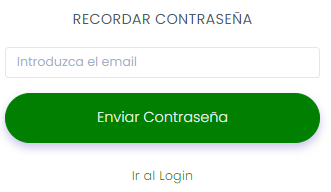 RECORDAR CONTRASEÑA
Introduzca el email
Enviar Contraseña
Ir al Login